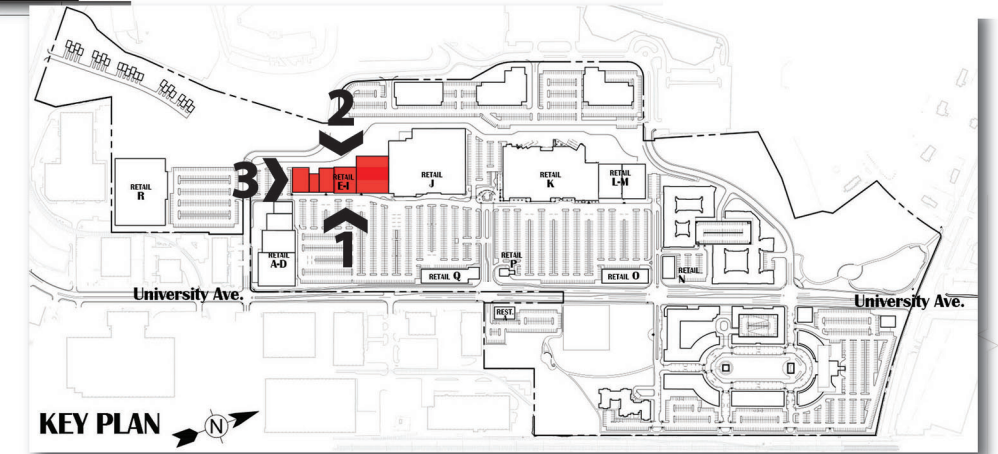 2
3
RETAIL
E-I
RETAIL
J
RETAIL
K
RETAIL
L-M
RETAIL
R
1
RETAIL
A-D
RETAIL Q
RETAIL
P
RETAIL O
RETAIL
N
University Ave.
University Ave.
REST.
KEY PLAN
N